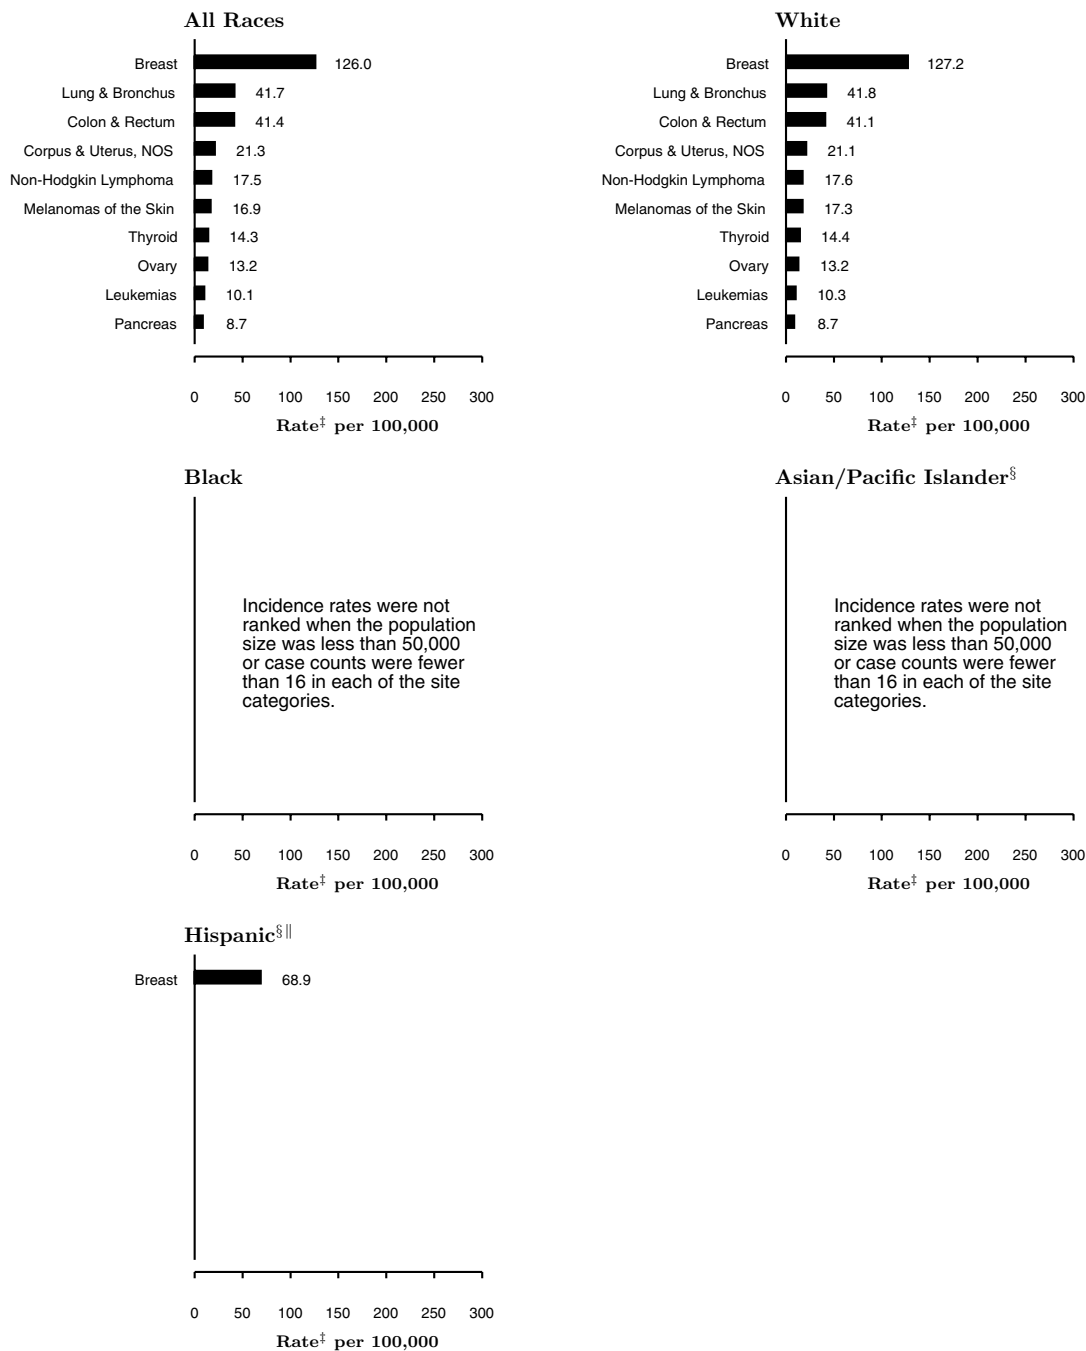 All Races
Breast 126.0
Lung & Bronchus 41.7
Colon & Rectum 41.4
Corpus & Uterus, NOS 21.3
Non-Hodgkin Lymphoma 17.5
Melanomas of the Skin 16.9
Thyroid 14.3
Ovary 13.2
Leukemias 10.1
Pancreas 8.7
0 50 100 150 200 250 300
Rate‡ per 100,000
White
Breast 127.2
Lung & Bronchus 41.8
Colon & Rectum 41.1
Corpus & Uterus, NOS 21.1
Non-Hodgkin Lymphoma 17.6
Melanomas of the Skin 17.3
Thyroid 14.4
Ovary 13.2
Leukemias 10.3
Pancreas 8.7
0 50 100 150 200 250 300
Rate‡ per 100,000
Black
Incidence rates were not
ranked when the population
size was less than 50,000
or case counts were fewer
than 16 in each of the site
categories.
0 50 100 150 200 250 300
Rate‡ per 100,000
Asian/Pacific Islander§
Incidence rates were not
ranked when the population
size was less than 50,000
or case counts were fewer
than 16 in each of the site
categories.
0 50 100 150 200 250 300
Rate‡ per 100,000
Hispanic§‖
Breast 68.9
0 50 100 150 200 250 300
Rate‡ per 100,000